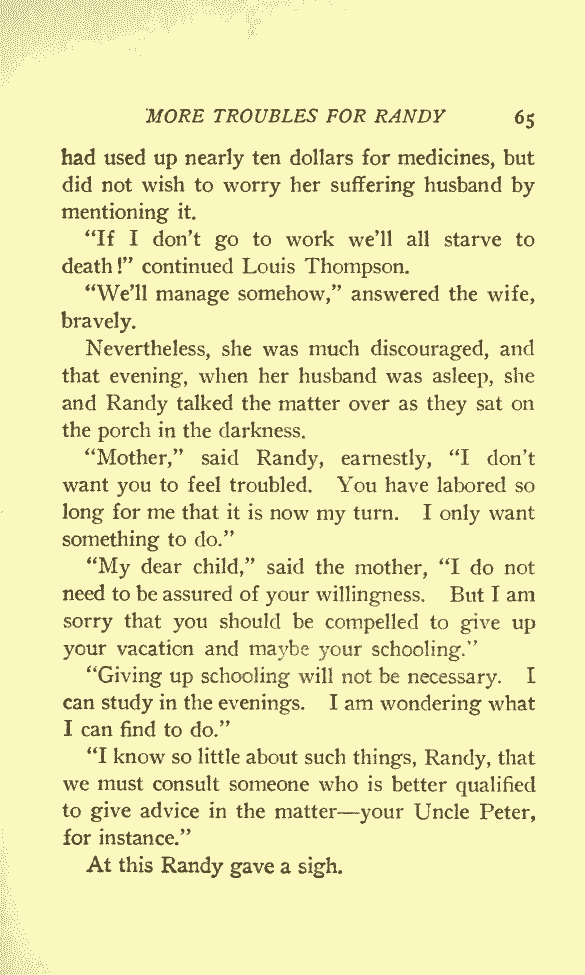 MORE TROUBLES FOR RANDY 65
had used up nearly ten dollars for medicines, but
did not wish to worry her suffering husband by
mentioning it.
“If I don’t go to work we’ll all starve to
death!” continued Louis Thompson.
“We’ll manage somehow,” answered the wife,
bravely.
Nevertheless, she was much discouraged, and
that evening, when her husband was asleep, she
and Randy talked the matter over as they sat on
the porch in the darkness.
“Mother,” said Randy, earnestly, “I don’t
want you to feel troubled. You have labored so
long for me that it is now my turn. I only want
something to do.”
“My dear child,” said the mother, “I do not
need to be assured of your willingness. But I am
sorry that you should be compelled to give up
your vacation and maybe your schooling.”
“Giving up schooling will not be necessary. I
can study in the evenings. I am wondering what
I can find to do.”
“I know so little about such things, Randy, that
we must consult someone who is better qualified
to give advice in the matter—your Uncle Peter,
for instance.”
At this Randy gave a sigh.